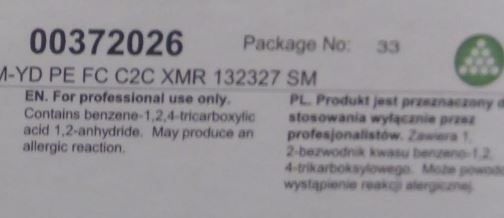 00372026 Package No: 33
M-YD PE FC C2C XMR 132327 SM
EN. For professional use only.
Contains benzene-1,2,4-tricarboxylic
acid 1,2-anhydride. May produce an
allergic reaction.
PL. Produkt jest przeznaczony d
stosowania wyłącznie przez
profesjonalistów. Zawiera 1,
2-bezwodnik kwasu benzeno-1,2,
4-trikarboksylowego. Może powodo
wystąpienie reakcji alergicznej.